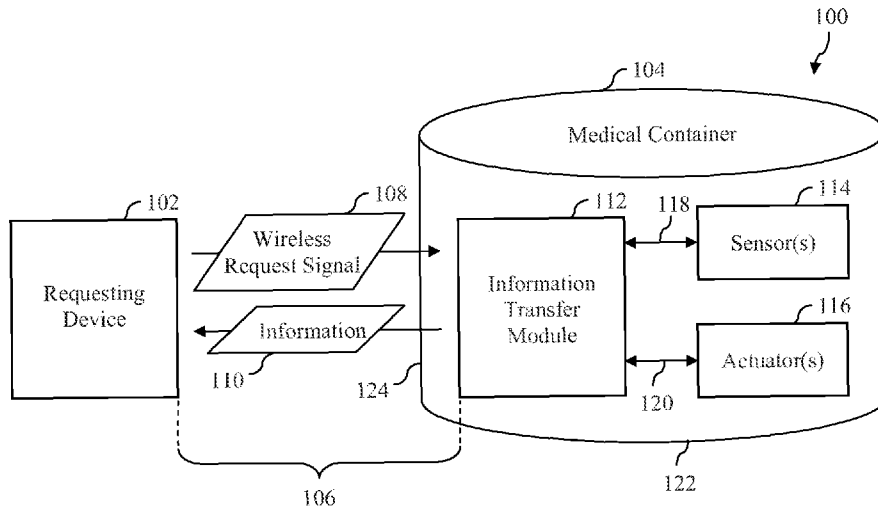 100
104
Medical Container
102
108
112
114
118
Wireless
Request Signal
Sensor(s)
Requesting
Device
Information
Transfer
Module
Information
116
110
124
120
Actuator(s)
106
122